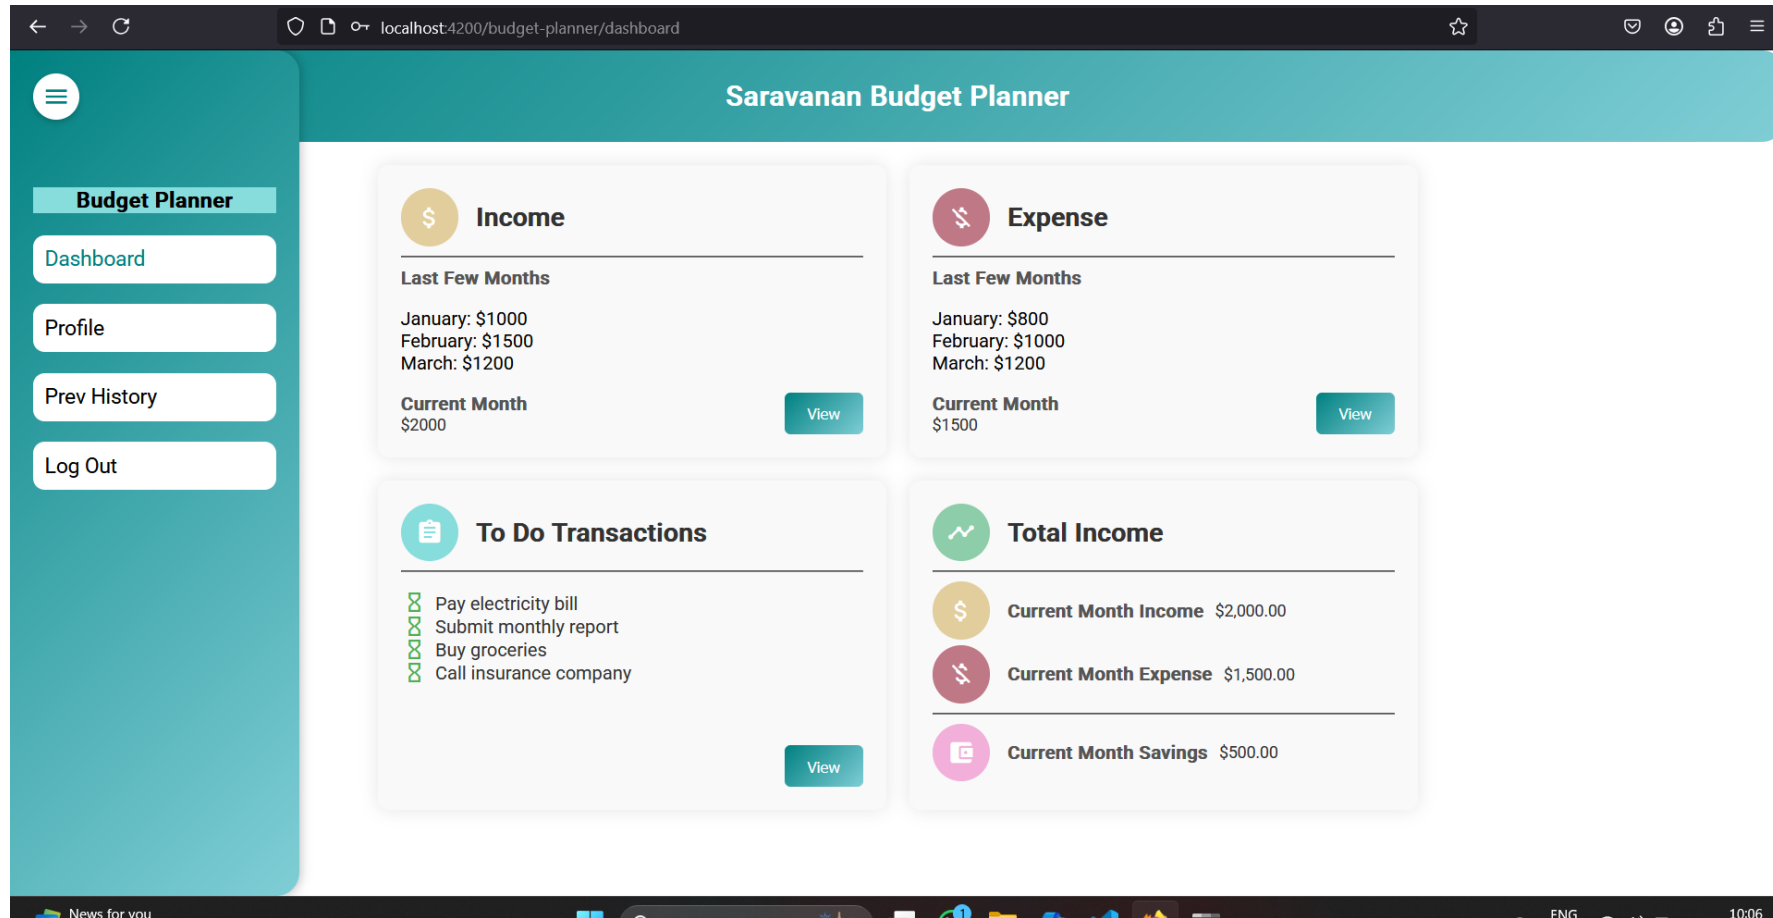 localhost:4200/budget-planner/dashboard
Saravanan Budget Planner
Budget Planner
Dashboard
Profile
Prev History
Log Out
Income
Last Few Months
January: $1000
February: $1500
March: $1200
Current Month
$2000
View
Expense
Last Few Months
January: $800
February: $1000
March: $1200
Current Month
$1500
View
To Do Transactions
Pay electricity bill
Submit monthly report
Buy groceries
Call insurance company
View
Total Income
Current Month Income $2,000.00
Current Month Expense $1,500.00
Current Month Savings $500.00
News for you
1
ENG
10:06